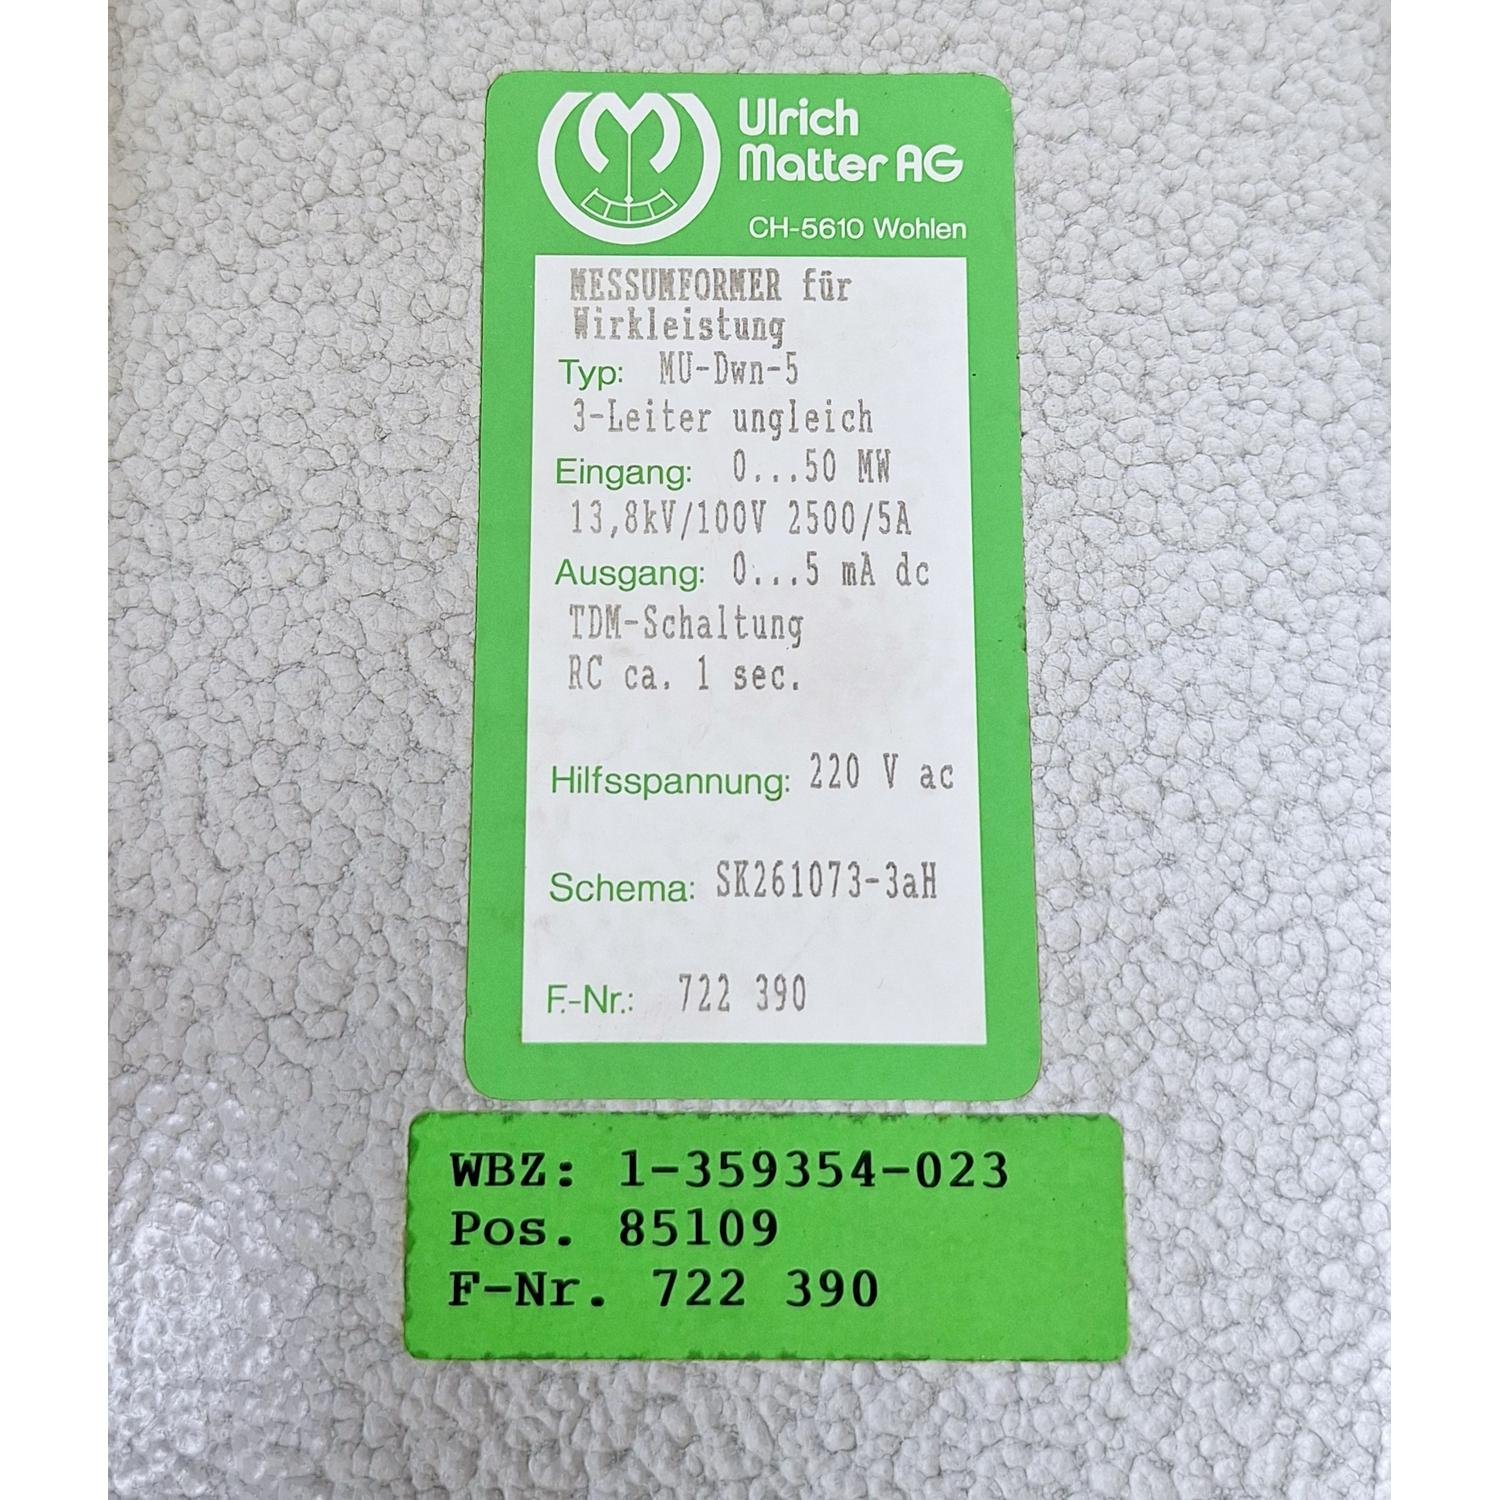 Ulrich
Matter AG
CH-5610 Wohlen
MESSUMFORMER für
Wirkleistung
Typ: MU-Dwn-5
3-Leiter ungleich
Eingang: 0...50 MW
13,8kV/100V 2500/5A
Ausgang: 0...5 mA dc
TDM-Schaltung
RC ca. 1 sec.
Hilfsspannung: 220 V ac
Schema: SK261073-3aH
F.-Nr.: 722 390
WBZ: 1-359354-023
Pos. 85109
F-Nr. 722 390